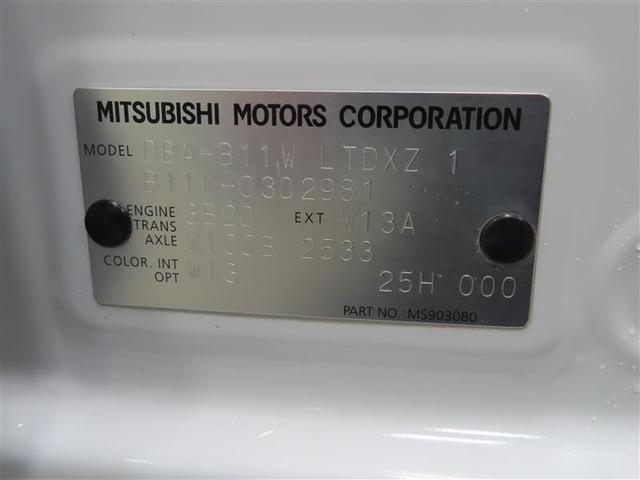 MITSUBISHI MOTORS CORPORATION
MODEL DBA-B11W LTDXZ 1
B11W-0302981
ENGINE 3B20 EXT W13A
TRANS
AXLE W1CJB 2533
COLOR. INT W13
OPT 25H 000
PART NO.: MS903080